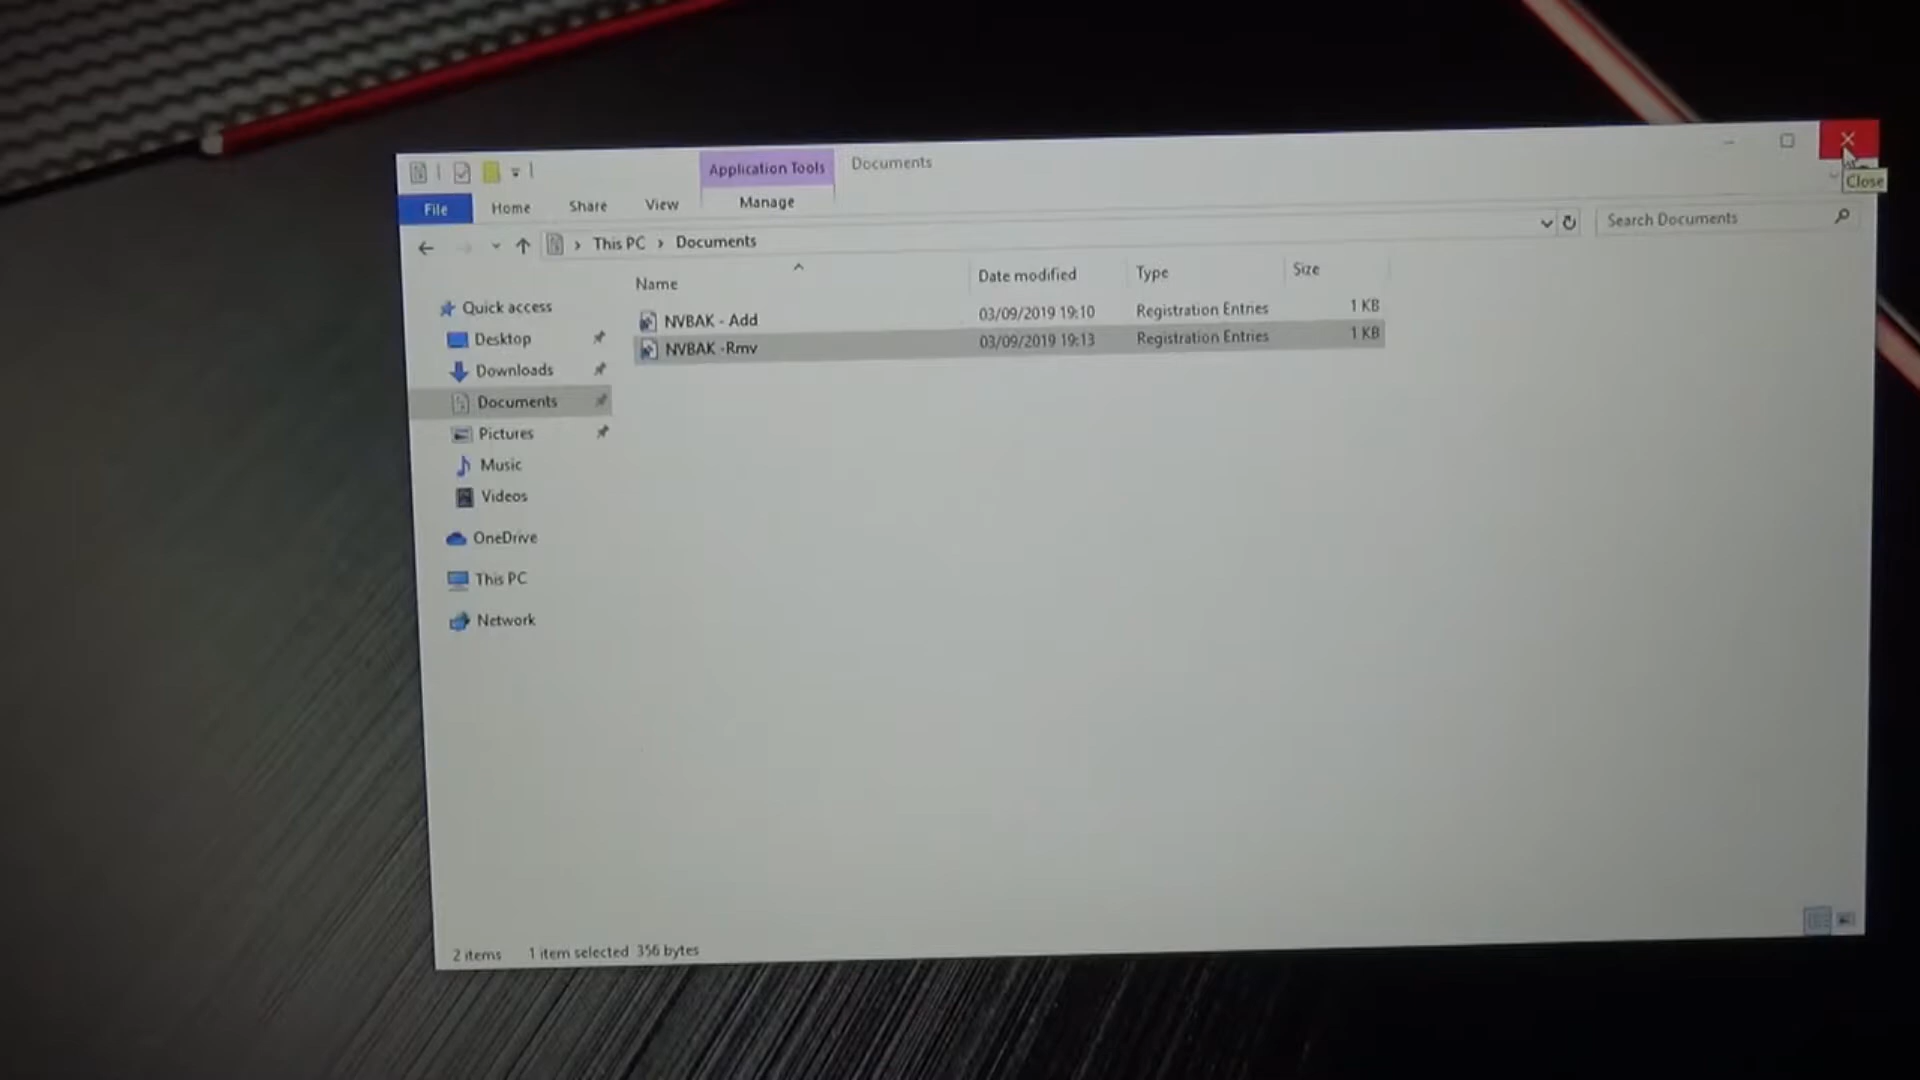 Application Tools
Documents
Close
File
Home
Share
View
Manage
This PC
Documents
Search Documents
Name
Date modified
Type
Size
Quick access
Desktop
Downloads
Documents
Pictures
Music
Videos
OneDrive
This PC
Network
NVBAK - Add 03/09/2019 19:10 Registration Entries 1 KB
NVBAK -Rmv 03/09/2019 19:13 Registration Entries 1 KB
2 items 1 item selected 356 bytes